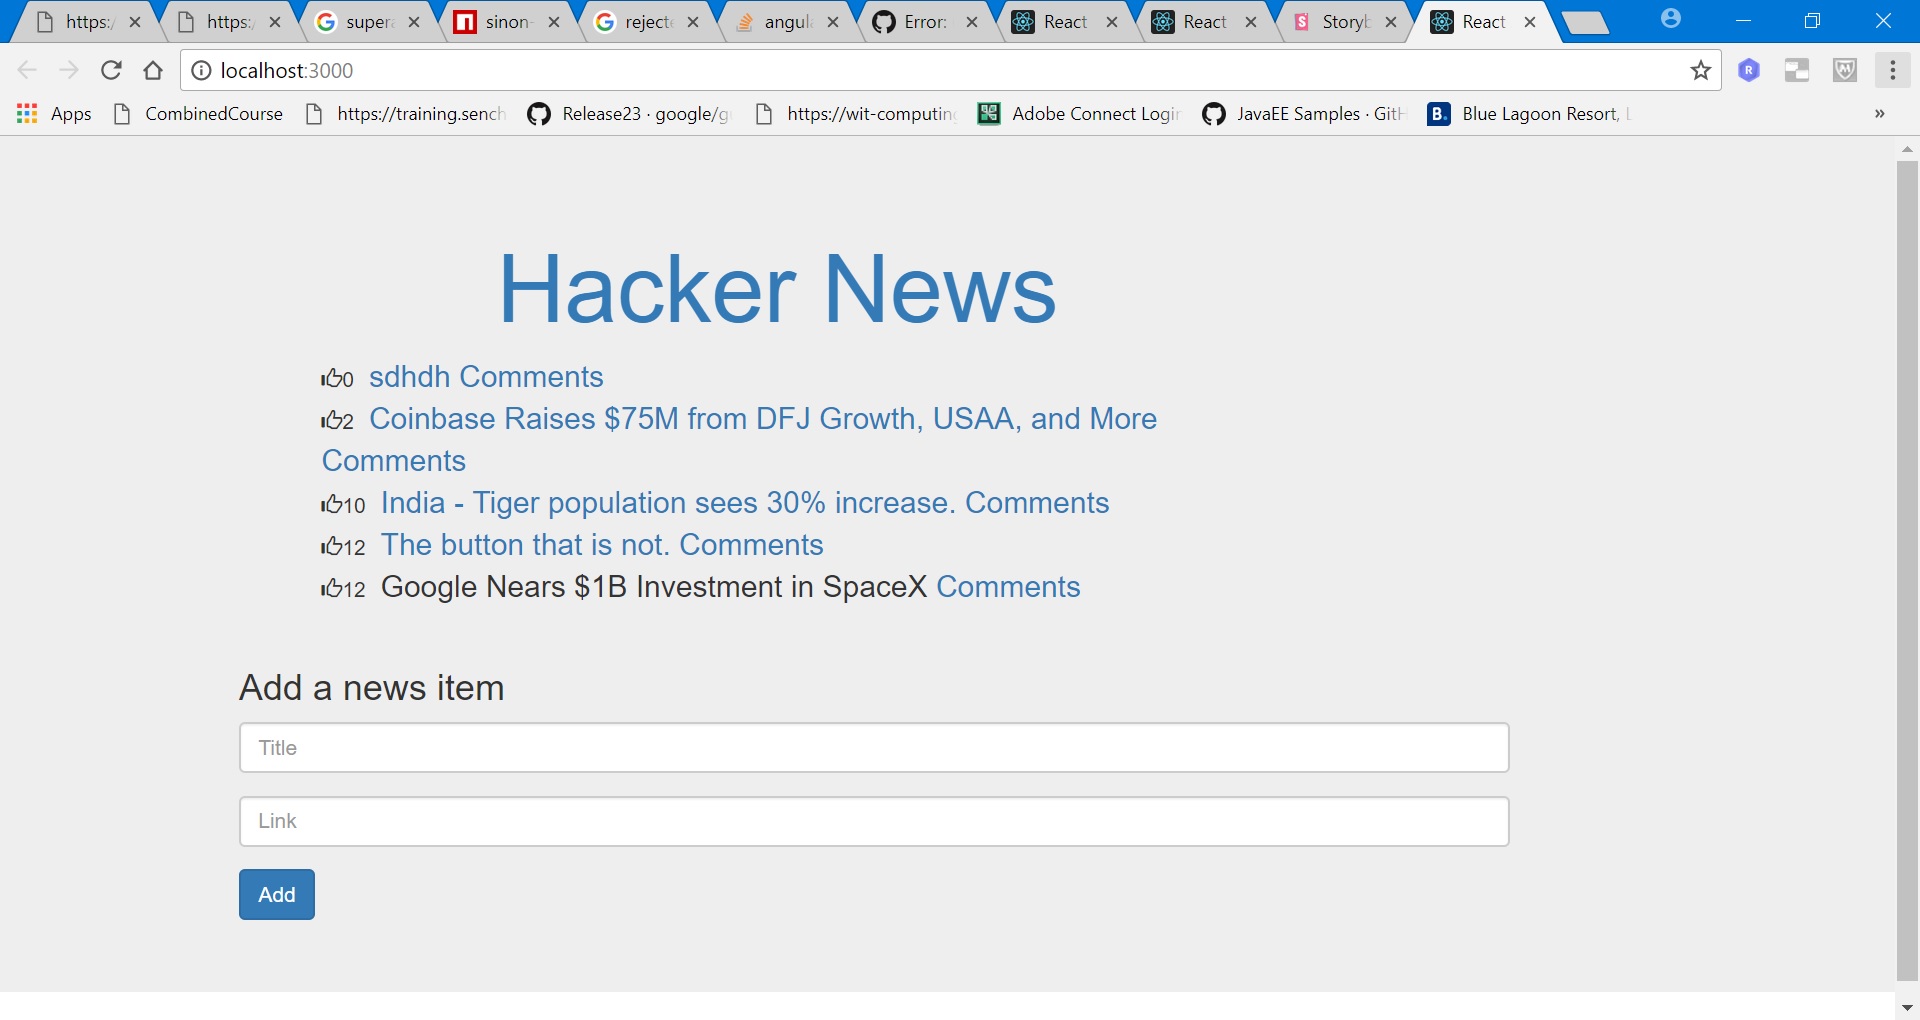 https:/ https:/ super sinon- reject angul Error: React React Story React
localhost:3000
Apps CombinedCourse https://training.sench Release23 · google/g https://wit-computing Adobe Connect Login JavaEE Samples · Git Blue Lagoon Resort,
Hacker News
0 sdhdh Comments
2 Coinbase Raises $75M from DFJ Growth, USAA, and More
Comments
10 India - Tiger population sees 30% increase. Comments
12 The button that is not. Comments
12 Google Nears $1B Investment in SpaceX Comments
Add a news item
Title
Link
Add